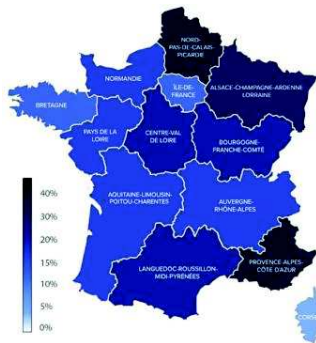 NORD-
PAS-DE-CALAIS-
PICARDIE
NORMANDIE
ÎLE-DE-
FRANCE
ALSACE-CHAMPAGNE-ARDENNE
LORRAINE
BRETAGNE
PAYS DE LA
LOIRE
CENTRE-VAL
DE LOIRE
BOURGOGNE-
FRANCHE-COMTÉ
AQUITAINE-LIMOUSIN-
POITOU-CHARENTES
AUVERGNE-
RHÔNE-ALPES
LANGUEDOC-ROUSSILLON-
MIDI-PYRÉNÉES
PROVENCE-ALPES-
CÔTE D'AZUR
CORSE
40%
30%
20%
15%
10%
5%
0%